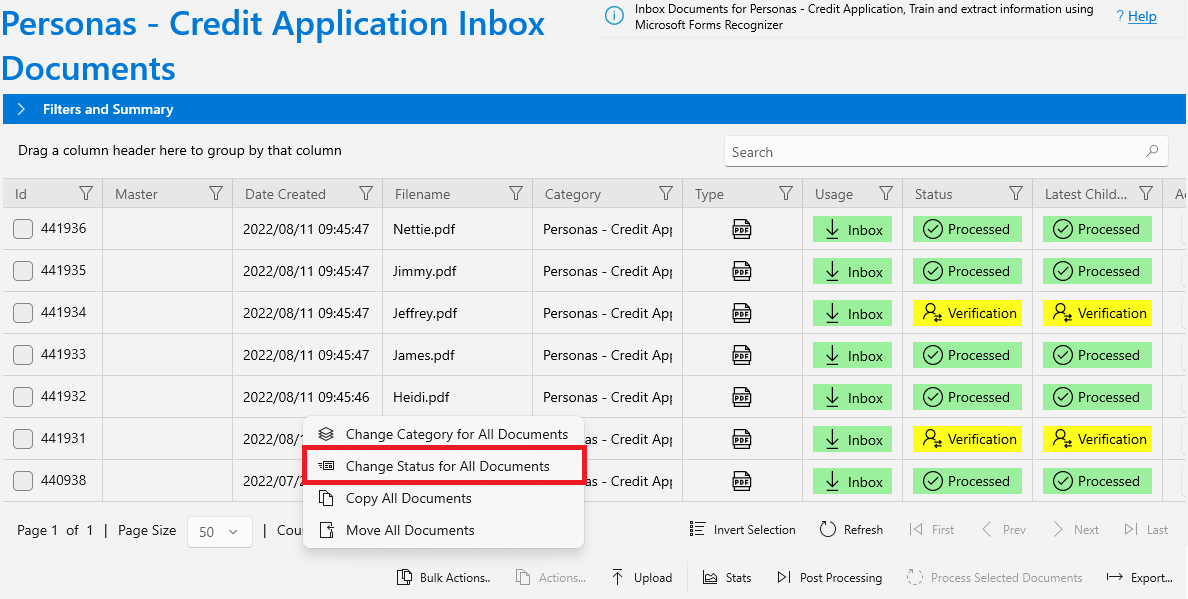 Personas - Credit Application Inbox
Documents
Inbox Documents for Personas - Credit Application, Train and extract information using
Microsoft Forms Recognizer
? Help
Filters and Summary
Drag a column header here to group by that column
Search
Id Master Date Created Filename Category Type Usage Status Latest Child...
441936 2022/08/11 09:45:47 Nettie.pdf Personas - Credit App PDF Inbox Processed Processed
441935 2022/08/11 09:45:47 Jimmy.pdf Personas - Credit App PDF Inbox Processed Processed
441934 2022/08/11 09:45:47 Jeffrey.pdf Personas - Credit App PDF Inbox Verification Verification
441933 2022/08/11 09:45:47 James.pdf Personas - Credit App PDF Inbox Processed Processed
441932 2022/08/11 09:45:46 Heidi.pdf Personas - Credit App PDF Inbox Processed Processed
441931 2022/08/1 as - Credit App PDF Inbox Verification Verification
440938 2022/07/2 as - Credit App PDF Inbox Processed Processed
Change Category for All Documents
Change Status for All Documents
Copy All Documents
Move All Documents
Page 1 of 1 | Page Size 50 | Cou
Invert Selection Refresh First Prev Next Last
Bulk Actions.. Actions... Upload Stats Post Processing Process Selected Documents Export...